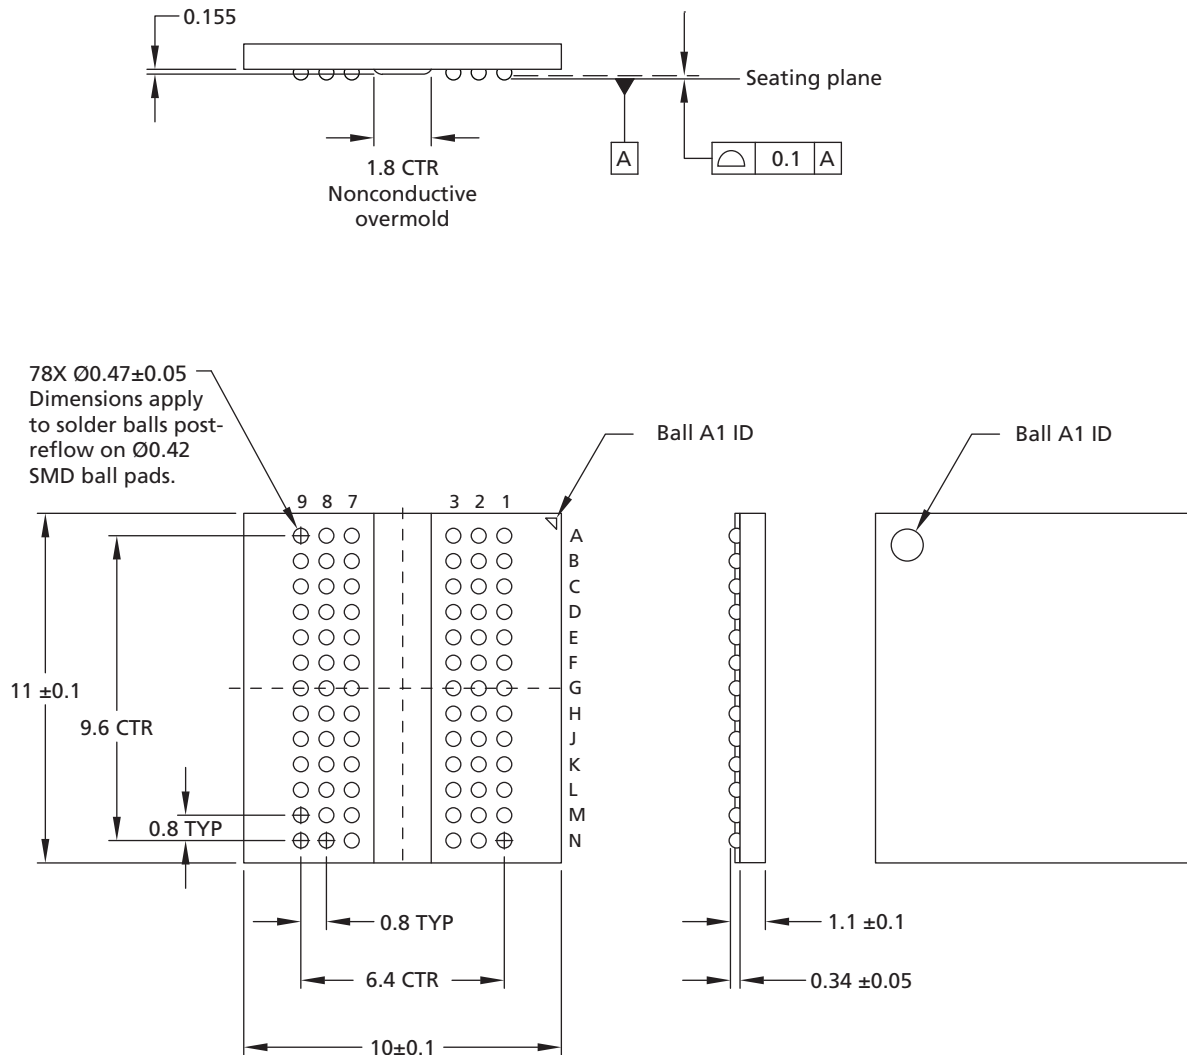 0.155
Seating plane
A
0.1 A
1.8 CTR
Nonconductive
overmold
78X Ø0.47±0.05
Dimensions apply
to solder balls post-
reflow on Ø0.42
SMD ball pads.
Ball A1 ID
Ball A1 ID
9 8 7 3 2 1
A
B
C
D
E
F
G
H
J
K
L
M
N
11 ±0.1
9.6 CTR
0.8 TYP
0.8 TYP
1.1 ±0.1
6.4 CTR
0.34 ±0.05
10±0.1